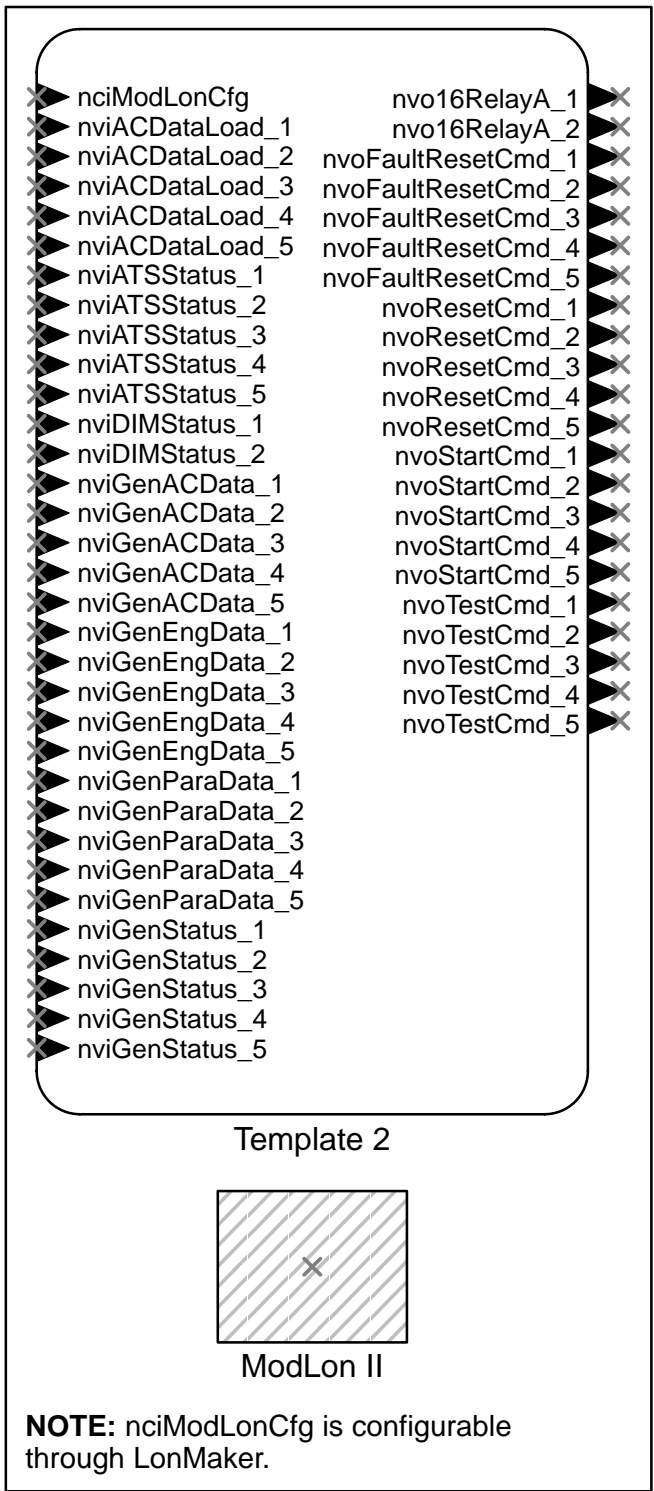 nciModLonCfg
nviACDataLoad_1
nviACDataLoad_2
nviACDataLoad_3
nviACDataLoad_4
nviACDataLoad_5
nviATSStatus_1
nviATSStatus_2
nviATSStatus_3
nviATSStatus_4
nviATSStatus_5
nviDIMStatus_1
nviDIMStatus_2
nviGenACData_1
nviGenACData_2
nviGenACData_3
nviGenACData_4
nviGenACData_5
nviGenEngData_1
nviGenEngData_2
nviGenEngData_3
nviGenEngData_4
nviGenEngData_5
nviGenParaData_1
nviGenParaData_2
nviGenParaData_3
nviGenParaData_4
nviGenParaData_5
nviGenStatus_1
nviGenStatus_2
nviGenStatus_3
nviGenStatus_4
nviGenStatus_5
nvo16RelayA_1
nvo16RelayA_2
nvoFaultResetCmd_1
nvoFaultResetCmd_2
nvoFaultResetCmd_3
nvoFaultResetCmd_4
nvoFaultResetCmd_5
nvoResetCmd_1
nvoResetCmd_2
nvoResetCmd_3
nvoResetCmd_4
nvoResetCmd_5
nvoStartCmd_1
nvoStartCmd_2
nvoStartCmd_3
nvoStartCmd_4
nvoStartCmd_5
nvoTestCmd_1
nvoTestCmd_2
nvoTestCmd_3
nvoTestCmd_4
nvoTestCmd_5
Template 2
ModLon II
NOTE: nciModLonCfg is configurable
through LonMaker.